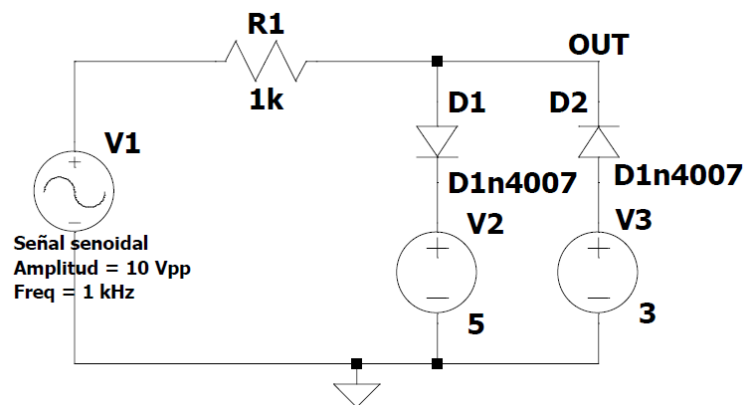 R1
1k
OUT
D1
D2
V1
D1n4007
D1n4007
V2
V3
Señal senoidal
Amplitud = 10 Vpp
Freq = 1 kHz
5
3